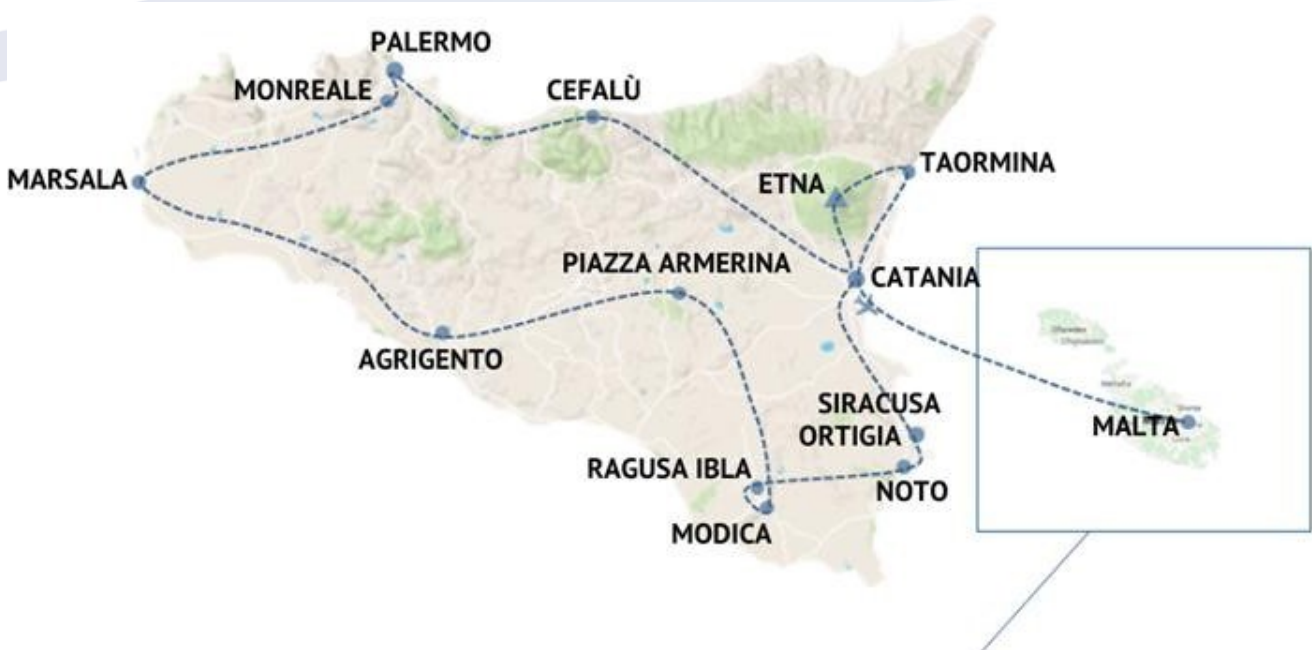 PALERMO
MONREALE
CEFALÙ
MARSALA
TAORMINA
ETNA
PIAZZA ARMERINA
CATANIA
AGRIGENTO
SIRACUSA
ORTIGIA
MALTA
RAGUSA IBLA
NOTO
MODICA